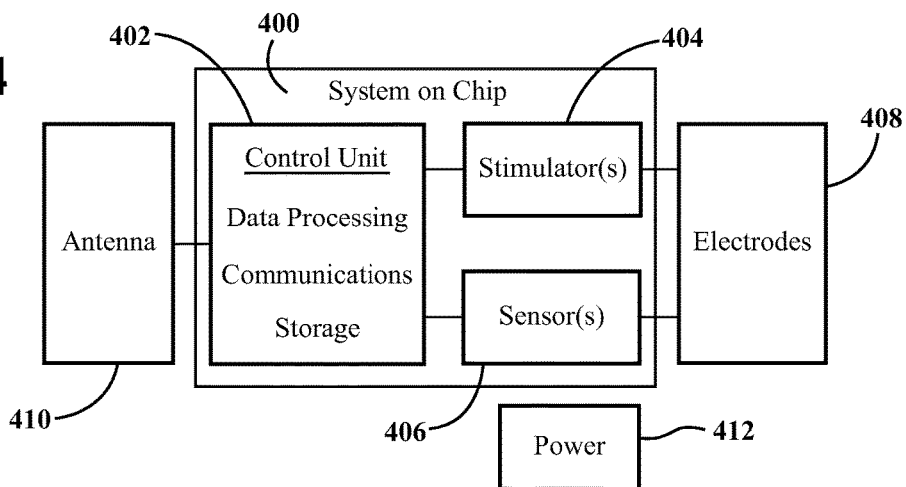 402
400
404
4
System on Chip
408
Control Unit
Stimulator(s)
Data Processing
Antenna
Electrodes
Communications
Sensor(s)
Storage
410
406
412
Power